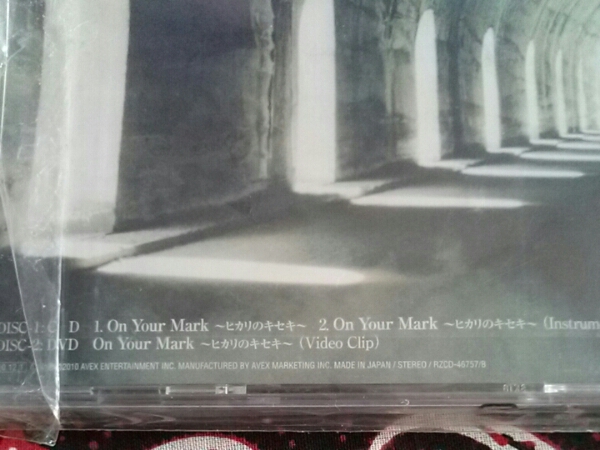 DISC-1: C D 1. On Your Mark ～ヒカリのキセキ～ 2. On Your Mark ～ヒカリのキセキ～ (Instrum
DISC-2: DVD On Your Mark ～ヒカリのキセキ～ (Video Clip)
℗©2010 AVEX ENTERTAINMENT INC. MANUFACTURED BY AVEX MARKETING INC. MADE IN JAPAN / STEREO / RZCD-46757/B